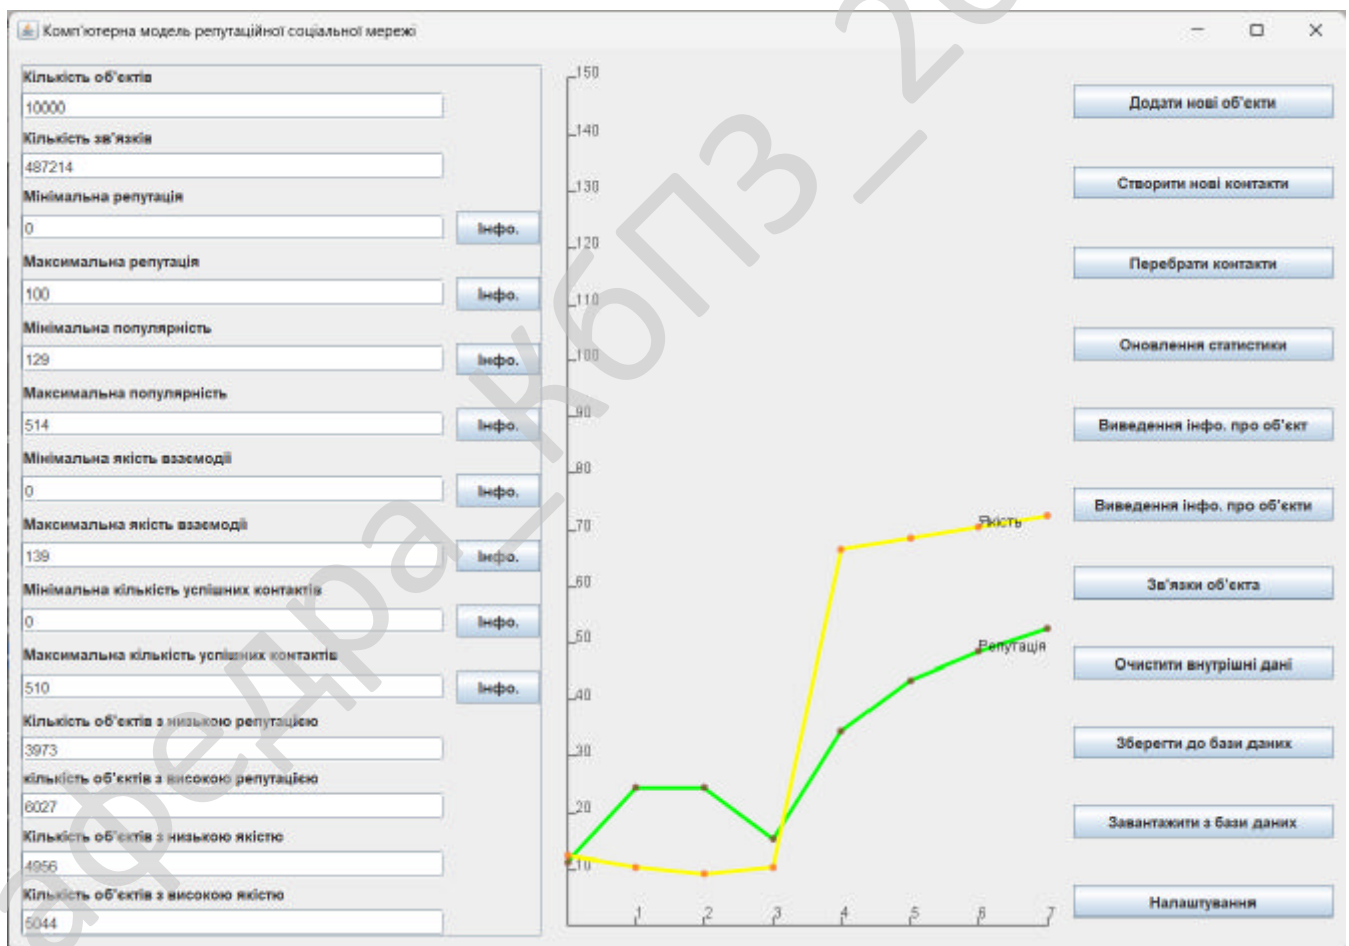 Комп'ютерна модель репутаційної соціальної мережі
Кількість об'єктів
10000
Кількість зв'язків
487214
Мінімальна репутація
0
Інфо.
Максимальна репутація
100
Інфо.
Мінімальна популярність
129
Інфо.
Максимальна популярність
514
Інфо.
Мінімальна якість взаємодії
0
Інфо.
Максимальна якість взаємодії
139
Інфо.
Мінімальна кількість успішних контактів
0
Інфо.
Максимальна кількість успішних контактів
510
Інфо.
Кількість об'єктів з низькою репутацією
3973
кількість об'єктів з високою репутацією
6027
Кількість об'єктів з низькою якістю
4956
Кількість об'єктів з високою якістю
5044
150
140
130
120
110
100
90
80
70
60
50
40
30
20
10
1 2 3 4 5 6 7
Якість
Репутація
Додати нові об'єкти
Створити нові контакти
Перебрати контакти
Оновлення статистики
Виведення інфо. про об'єкт
Виведення інфо. про об'єкти
Зв'язки об'єкта
Очистити внутрішні дані
Зберегти до бази даних
Завантажити з бази даних
Налаштування
афедра_КбПЗ_20